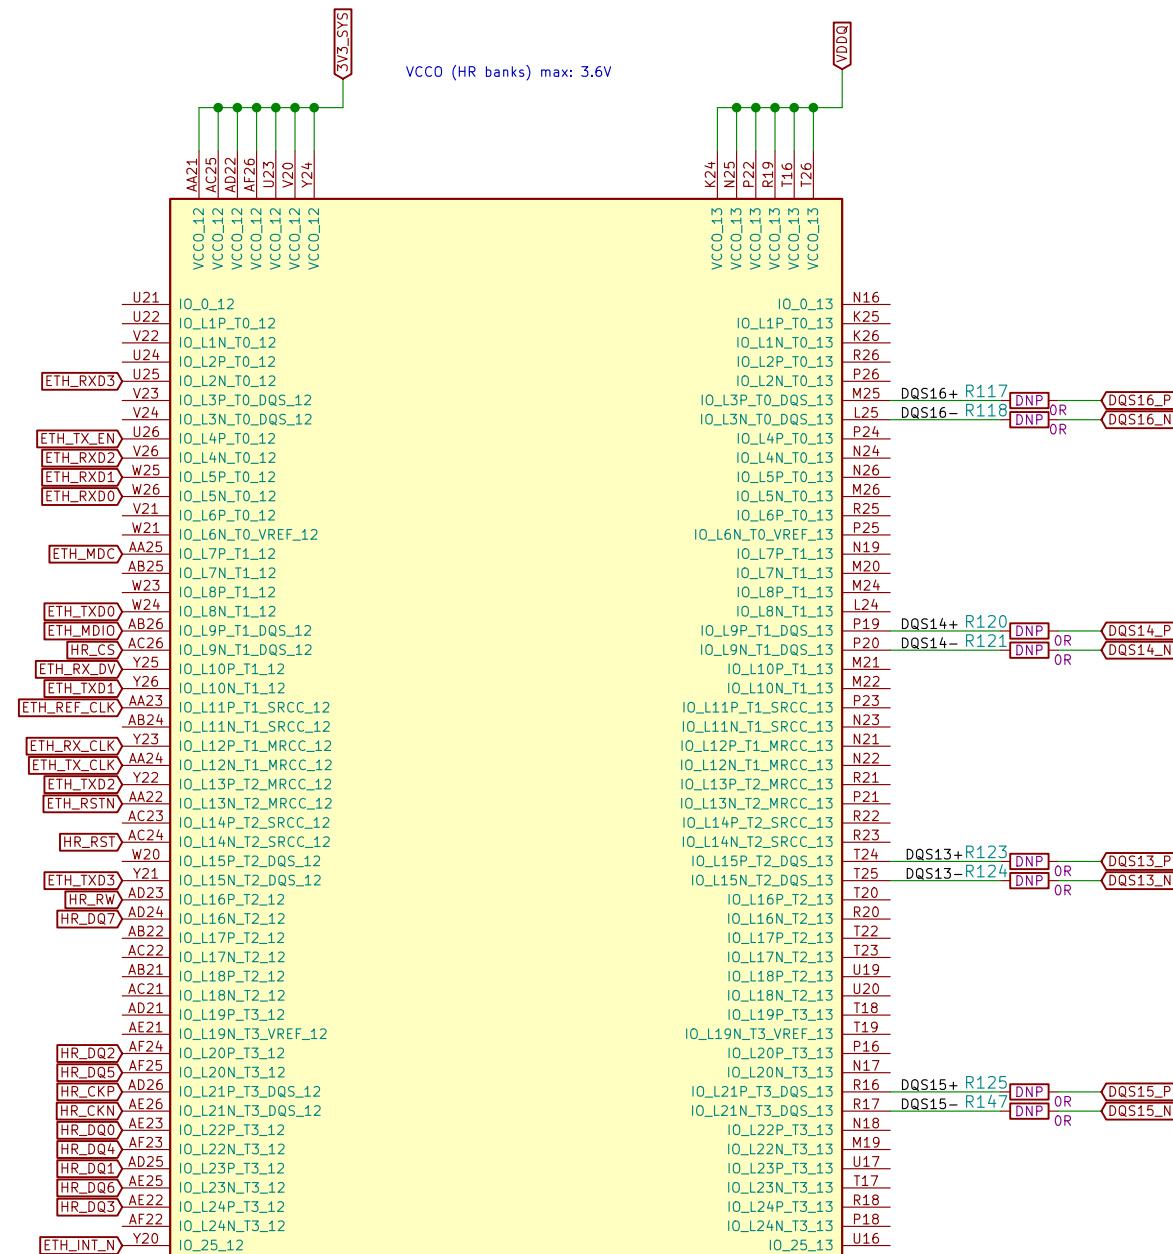 3V3_SYS
VCCO (HR banks) max: 3.6V
VDDQ
AA21 AC25 AD22 AF26 U23 V20 Y24
K24 N25 P22 R19 T16 T26
VCCO_12 VCCO_12 VCCO_12 VCCO_12 VCCO_12 VCCO_12 VCCO_12
VCCO_13 VCCO_13 VCCO_13 VCCO_13 VCCO_13 VCCO_13
U21 IO_0_12 IO_0_13 N16
U22 IO_L1P_T0_12 IO_L1P_T0_13 K25
V22 IO_L1N_T0_12 IO_L1N_T0_13 K26
U24 IO_L2P_T0_12 IO_L2P_T0_13 R26
ETH_RXD3 U25 IO_L2N_T0_12 IO_L2N_T0_13 P26
V23 IO_L3P_T0_DQS_12 IO_L3P_T0_DQS_13 M25 DQS16+ R117 DNP 0R DQS16_P
V24 IO_L3N_T0_DQS_12 IO_L3N_T0_DQS_13 L25 DQS16- R118 DNP 0R DQS16_N
ETH_TX_EN U26 IO_L4P_T0_12 IO_L4P_T0_13 P24
ETH_RXD2 V26 IO_L4N_T0_12 IO_L4N_T0_13 N24
ETH_RXD1 W25 IO_L5P_T0_12 IO_L5P_T0_13 N26
ETH_RXD0 W26 IO_L5N_T0_12 IO_L5N_T0_13 M26
V21 IO_L6P_T0_12 IO_L6P_T0_13 R25
W21 IO_L6N_T0_VREF_12 IO_L6N_T0_VREF_13 P25
ETH_MDC AA25 IO_L7P_T1_12 IO_L7P_T1_13 N19
AB25 IO_L7N_T1_12 IO_L7N_T1_13 M20
W23 IO_L8P_T1_12 IO_L8P_T1_13 M24
ETH_TXD0 W24 IO_L8N_T1_12 IO_L8N_T1_13 L24
ETH_MDIO AB26 IO_L9P_T1_DQS_12 IO_L9P_T1_DQS_13 P19 DQS14+ R120 DNP 0R DQS14_P
HR_CS AC26 IO_L9N_T1_DQS_12 IO_L9N_T1_DQS_13 P20 DQS14- R121 DNP 0R DQS14_N
ETH_RX_DV Y25 IO_L10P_T1_12 IO_L10P_T1_13 M21
ETH_TXD1 Y26 IO_L10N_T1_12 IO_L10N_T1_13 M22
ETH_REF_CLK AA23 IO_L11P_T1_SRCC_12 IO_L11P_T1_SRCC_13 P23
AB24 IO_L11N_T1_SRCC_12 IO_L11N_T1_SRCC_13 N23
ETH_RX_CLK Y23 IO_L12P_T1_MRCC_12 IO_L12P_T1_MRCC_13 N21
ETH_TX_CLK AA24 IO_L12N_T1_MRCC_12 IO_L12N_T1_MRCC_13 N22
ETH_TXD2 Y22 IO_L13P_T2_MRCC_12 IO_L13P_T2_MRCC_13 R21
ETH_RSTN AA22 IO_L13N_T2_MRCC_12 IO_L13N_T2_MRCC_13 P21
AC23 IO_L14P_T2_SRCC_12 IO_L14P_T2_SRCC_13 R22
HR_RST AC24 IO_L14N_T2_SRCC_12 IO_L14N_T2_SRCC_13 R23
W20 IO_L15P_T2_DQS_12 IO_L15P_T2_DQS_13 T24 DQS13+ R123 DNP 0R DQS13_P
ETH_TXD3 Y21 IO_L15N_T2_DQS_12 IO_L15N_T2_DQS_13 T25 DQS13- R124 DNP 0R DQS13_N
HR_RW AD23 IO_L16P_T2_12 IO_L16P_T2_13 T20
HR_DQ7 AD24 IO_L16N_T2_12 IO_L16N_T2_13 R20
AB22 IO_L17P_T2_12 IO_L17P_T2_13 T22
AC22 IO_L17N_T2_12 IO_L17N_T2_13 T23
AB21 IO_L18P_T2_12 IO_L18P_T2_13 U19
AC21 IO_L18N_T2_12 IO_L18N_T2_13 U20
AD21 IO_L19P_T3_12 IO_L19P_T3_13 T18
AE21 IO_L19N_T3_VREF_12 IO_L19N_T3_VREF_13 T19
HR_DQ2 AF24 IO_L20P_T3_12 IO_L20P_T3_13 P16
HR_DQ5 AF25 IO_L20N_T3_12 IO_L20N_T3_13 N17
HR_CKP AD26 IO_L21P_T3_DQS_12 IO_L21P_T3_DQS_13 R16 DQS15+ R125 DNP 0R DQS15_P
HR_CKN AE26 IO_L21N_T3_DQS_12 IO_L21N_T3_DQS_13 R17 DQS15- R147 DNP 0R DQS15_N
HR_DQ0 AE23 IO_L22P_T3_12 IO_L22P_T3_13 N18
HR_DQ4 AF23 IO_L22N_T3_12 IO_L22N_T3_13 M19
HR_DQ1 AD25 IO_L23P_T3_12 IO_L23P_T3_13 U17
HR_DQ6 AE25 IO_L23N_T3_12 IO_L23N_T3_13 T17
HR_DQ3 AE22 IO_L24P_T3_12 IO_L24P_T3_13 R18
AF22 IO_L24N_T3_12 IO_L24N_T3_13 P18
ETH_INT_N Y20 IO_25_12 IO_25_13 U16